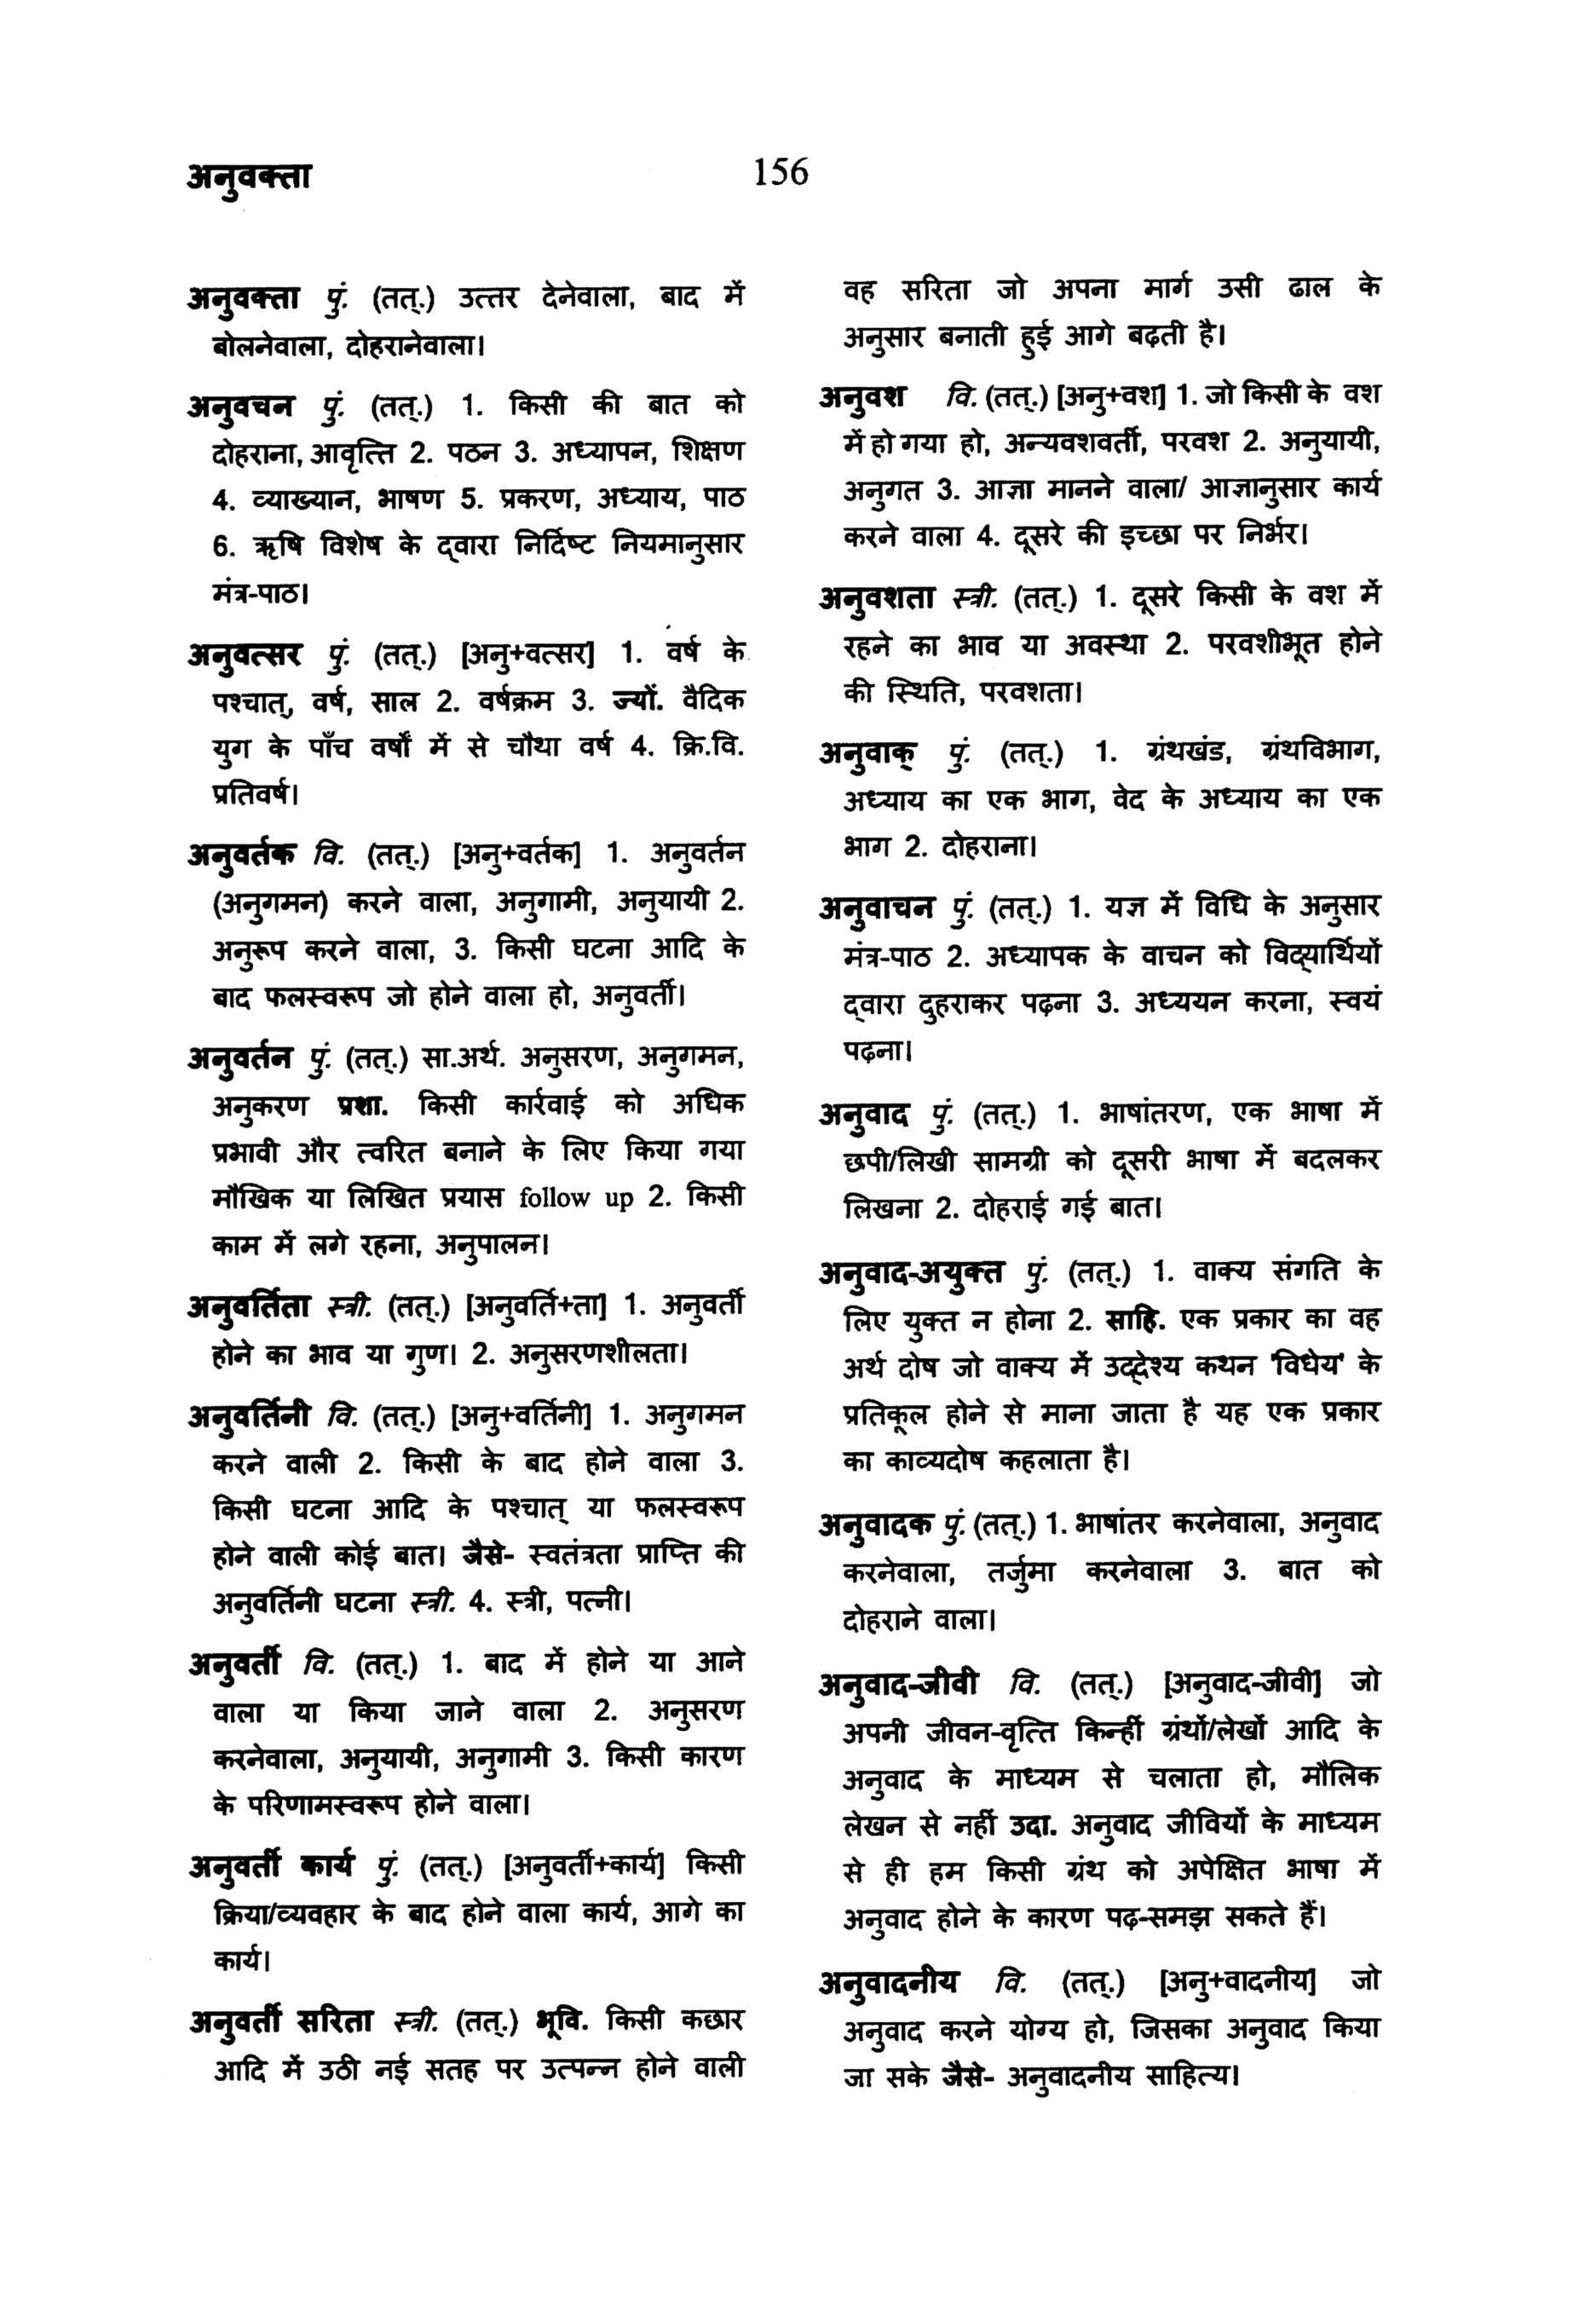 अनुवक्ता
156
अनुवक्ता पुं. (तत्.) उत्तर देनेवाला, बाद में
बोलनेवाला, दोहरानेवाला।
अनुवचन पुं. (तत्.) 1. किसी की बात को
दोहराना, आवृत्ति 2. पठन 3. अध्यापन, शिक्षण
4. व्याख्यान, भाषण 5. प्रकरण, अध्याय, पाठ
6. ऋषि विशेष के द्वारा निर्दिष्ट नियमानुसार
मंत्र-पाठ।
अनुवत्सर पुं. (तत्.) [अनु+वत्सर] 1. वर्ष के
पश्चात्, वर्ष, साल 2. वर्षक्रम 3. ज्यों. वैदिक
युग के पाँच वर्षों में से चौथा वर्ष 4. क्रि.वि.
प्रतिवर्ष।
अनुवर्तक वि. (तत्.) [अनु+वर्तक] 1. अनुवर्तन
(अनुगमन) करने वाला, अनुगामी, अनुयायी 2.
अनुरूप करने वाला, 3. किसी घटना आदि के
बाद फलस्वरूप जो होने वाला हो, अनुवर्ती।
अनुवर्तन पुं. (तत्.) सा.अर्थ. अनुसरण, अनुगमन,
अनुकरण प्रशा. किसी कार्रवाई को अधिक
प्रभावी और त्वरित बनाने के लिए किया गया
मौखिक या लिखित प्रयास follow up 2. किसी
काम में लगे रहना, अनुपालन।
अनुवर्तिता स्त्री. (तत्.) [अनुवर्ति+ता] 1. अनुवर्ती
होने का भाव या गुण। 2. अनुसरणशीलता।
अनुवर्तिनी वि. (तत्.) [अनु+वर्तिनी] 1. अनुगमन
करने वाली 2. किसी के बाद होने वाला 3.
किसी घटना आदि के पश्चात् या फलस्वरूप
होने वाली कोई बात। जैसे- स्वतंत्रता प्राप्ति की
अनुवर्तिनी घटना स्त्री. 4. स्त्री, पत्नी।
अनुवर्ती वि. (तत्.) 1. बाद में होने या आने
वाला या किया जाने वाला 2. अनुसरण
करनेवाला, अनुयायी, अनुगामी 3. किसी कारण
के परिणामस्वरूप होने वाला।
अनुवर्ती कार्य पुं. (तत्.) [अनुवर्ती+कार्य] किसी
क्रिया/व्यवहार के बाद होने वाला कार्य, आगे का
कार्य।
अनुवर्ती सरिता स्त्री. (तत्.) भूवि. किसी कछार
आदि में उठी नई सतह पर उत्पन्न होने वाली
वह सरिता जो अपना मार्ग उसी ढाल के
अनुसार बनाती हुई आगे बढ़ती है।
अनुवश वि. (तत्.) [अनु+वश] 1. जो किसी के वश
में हो गया हो, अन्यवशवर्ती, परवश 2. अनुयायी,
अनुगत 3. आज्ञा मानने वाला/ आज्ञानुसार कार्य
करने वाला 4. दूसरे की इच्छा पर निर्भर।
अनुवशता स्त्री. (तत्.) 1. दूसरे किसी के वश में
रहने का भाव या अवस्था 2. परवशीभूत होने
की स्थिति, परवशता।
अनुवाक् पुं. (तत्.) 1. ग्रंथखंड, ग्रंथविभाग,
अध्याय का एक भाग, वेद के अध्याय का एक
भाग 2. दोहराना।
अनुवाचन पुं. (तत्.) 1. यज्ञ में विधि के अनुसार
मंत्र-पाठ 2. अध्यापक के वाचन को विद्यार्थियों
द्वारा दुहराकर पढ़ना 3. अध्ययन करना, स्वयं
पढ़ना।
अनुवाद पुं. (तत्.) 1. भाषांतरण, एक भाषा में
छपी/लिखी सामग्री को दूसरी भाषा में बदलकर
लिखना 2. दोहराई गई बात।
अनुवाद-अयुक्त पुं. (तत्.) 1. वाक्य संगति के
लिए युक्त न होना 2. साहि. एक प्रकार का वह
अर्थ दोष जो वाक्य में उद्देश्य कथन 'विधेय' के
प्रतिकूल होने से माना जाता है यह एक प्रकार
का काव्यदोष कहलाता है।
अनुवादक पुं. (तत्.) 1. भाषांतर करनेवाला, अनुवाद
करनेवाला, तर्जुमा करनेवाला 3. बात को
दोहराने वाला।
अनुवाद-जीवी वि. (तत्.) [अनुवाद-जीवी] जो
अपनी जीवन-वृत्ति किन्हीं ग्रंथों/लेखों आदि के
अनुवाद के माध्यम से चलाता हो, मौलिक
लेखन से नहीं उदा. अनुवाद जीवियों के माध्यम
से ही हम किसी ग्रंथ को अपेक्षित भाषा में
अनुवाद होने के कारण पढ़-समझ सकते हैं।
अनुवादनीय वि. (तत्.) [अनु+वादनीय] जो
अनुवाद करने योग्य हो, जिसका अनुवाद किया
जा सके जैसे- अनुवादनीय साहित्य।